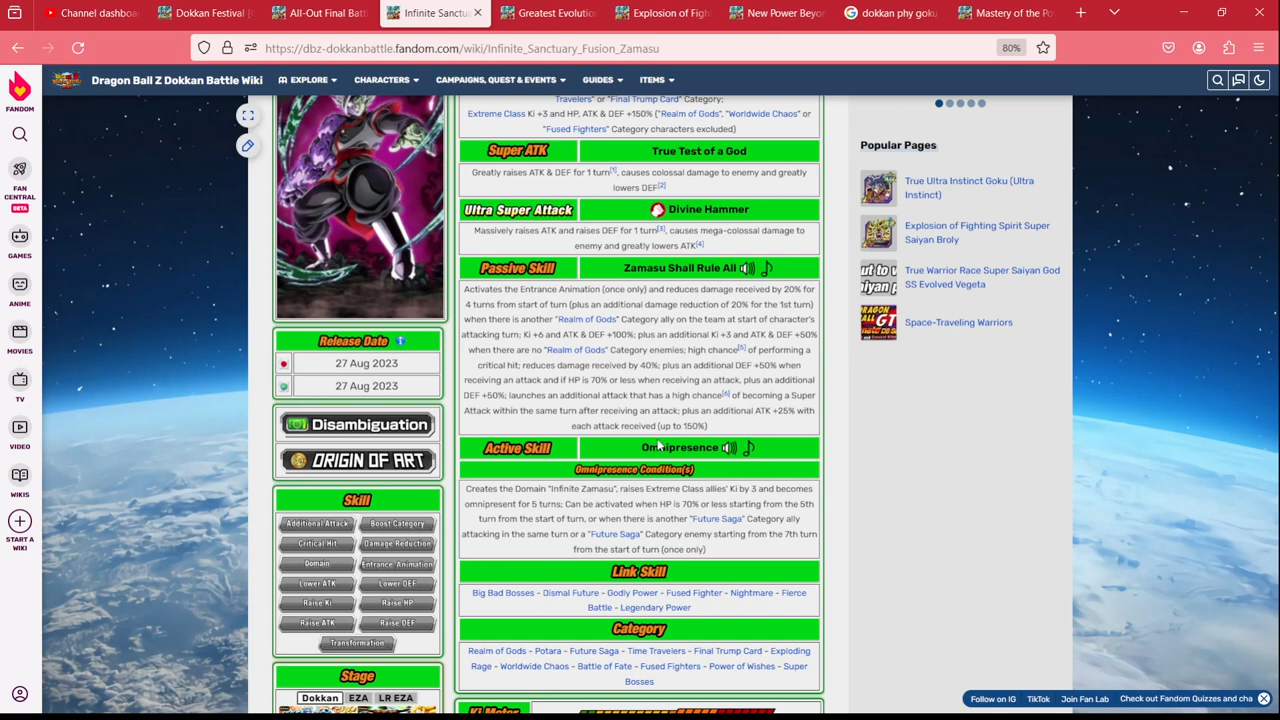 Channel dashboard
Dokkan Festival [
All-Out Final Batt
Infinite Sanctua
Greatest Evolutio
Explosion of Figh
New Power Beyo
dokkan phy goku
Mastery of the Po
https://dbz-dokkanbattle.fandom.com/wiki/Infinite_Sanctuary_Fusion_Zamasu
80%
FANDOM
Dragon Ball Z Dokkan Battle Wiki
EXPLORE
CHARACTERS
CAMPAIGNS, QUEST & EVENTS
GUIDES
ITEMS
FAN CENTRAL
BETA
GAMES
ANIME
MOVIES
TV
VIDEO
WIKIS
START A WIKI
Travelers" or "Final Trump Card" Category;
Extreme Class Ki +3 and HP, ATK & DEF +150% ("Realm of Gods", "Worldwide Chaos" or
"Fused Fighters" Category characters excluded)
Super ATK
True Test of a God
Greatly raises ATK & DEF for 1 turn[1], causes colossal damage to enemy and greatly
lowers DEF[2]
Ultra Super Attack
Divine Hammer
Massively raises ATK and raises DEF for 1 turn[3], causes mega-colossal damage to
enemy and greatly lowers ATK[4]
Passive Skill
Zamasu Shall Rule All
Activates the Entrance Animation (once only) and reduces damage received by 20% for
4 turns from start of turn (plus an additional damage reduction of 20% for the 1st turn)
when there is another "Realm of Gods" Category ally on the team at start of character's
attacking turn; Ki +6 and ATK & DEF +100%; plus an additional Ki +3 and ATK & DEF +50%
when there are no "Realm of Gods" Category enemies; high chance[5] of performing a
critical hit; reduces damage received by 40%; plus an additional DEF +50% when
receiving an attack and if HP is 70% or less when receiving an attack, plus an additional
DEF +50%; launches an additional attack that has a high chance[6] of becoming a Super
Attack within the same turn after receiving an attack; plus an additional ATK +25% with
each attack received (up to 150%)
Active Skill
Omnipresence
Omnipresence Condition(s)
Creates the Domain "Infinite Zamasu", raises Extreme Class allies' Ki by 3 and becomes
omnipresent for 5 turns; Can be activated when HP is 70% or less starting from the 5th
turn from the start of turn, or when there is another "Future Saga" Category ally
attacking in the same turn or a "Future Saga" Category enemy starting from the 7th turn
from the start of turn (once only)
Link Skill
Big Bad Bosses - Dismal Future - Godly Power - Fused Fighter - Nightmare - Fierce
Battle - Legendary Power
Category
Realm of Gods - Potara - Future Saga - Time Travelers - Final Trump Card - Exploding
Rage - Worldwide Chaos - Battle of Fate - Fused Fighters - Power of Wishes - Super
Bosses
Ki Meter
Release Date
27 Aug 2023
27 Aug 2023
Disambiguation
ORIGIN OF ART
Skill
Additional Attack
Boost Category
Critical Hit
Damage Reduction
Domain
Entrance Animation
Lower ATK
Lower DEF
Raise Ki
Raise HP
Raise ATK
Raise DEF
Transformation
Stage
Dokkan
EZA
LR EZA
Popular Pages
True Ultra Instinct Goku (Ultra
Instinct)
Explosion of Fighting Spirit Super
Saiyan Broly
True Warrior Race Super Saiyan God
SS Evolved Vegeta
Space-Traveling Warriors
Follow on IG
TikTok
Join Fan Lab
Check out Fandom Quizzes and cha